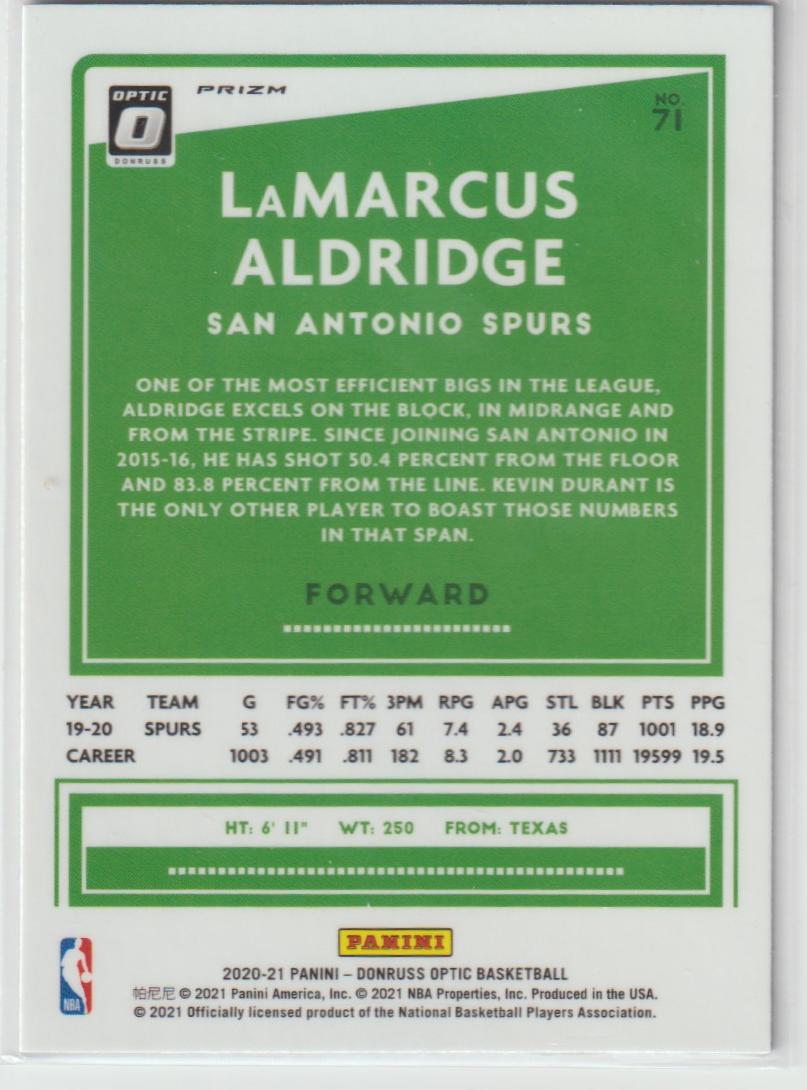 OPTIC
O
DONRUSS
PRIZM
NO.
71
LaMARCUS
ALDRIDGE
SAN ANTONIO SPURS
ONE OF THE MOST EFFICIENT BIGS IN THE LEAGUE,
ALDRIDGE EXCELS ON THE BLOCK, IN MIDRANGE AND
FROM THE STRIPE. SINCE JOINING SAN ANTONIO IN
2015-16, HE HAS SHOT 50.4 PERCENT FROM THE FLOOR
AND 83.8 PERCENT FROM THE LINE. KEVIN DURANT IS
THE ONLY OTHER PLAYER TO BOAST THOSE NUMBERS
IN THAT SPAN.
FORWARD
YEAR TEAM G FG% FT% 3PM RPG APG STL BLK PTS PPG
19-20 SPURS 53 .493 .827 61 7.4 2.4 36 87 1001 18.9
CAREER 1003 .491 .811 182 8.3 2.0 733 1111 19599 19.5
HT: 6' 11" WT: 250 FROM: TEXAS
PANINI
NBA
2020-21 PANINI – DONRUSS OPTIC BASKETBALL
帕尼尼 © 2021 Panini America, Inc. © 2021 NBA Properties, Inc. Produced in the USA.
© 2021 Officially licensed product of the National Basketball Players Association.